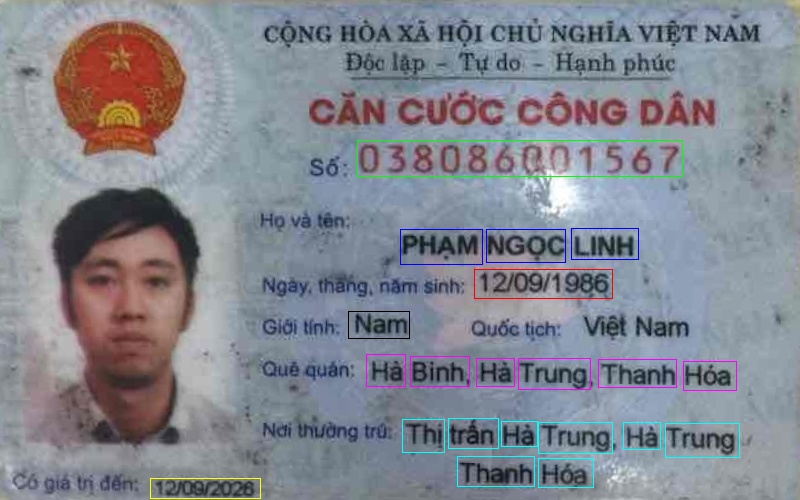 CỘNG HÒA XÃ HỘI CHỦ NGHĨA VIỆT NAM
Độc lập - Tự do - Hạnh phúc
CĂN CƯỚC CÔNG DÂN
Số: 038086001567
Họ và tên:
PHẠM NGỌC LINH
Ngày, tháng, năm sinh: 12/09/1986
Giới tính: Nam Quốc tịch: Việt Nam
Quê quán: Hà Bình, Hà Trung, Thanh Hóa
Nơi thường trú: Thị trấn Hà Trung, Hà Trung
Thanh Hóa
Có giá trị đến: 12/09/2026